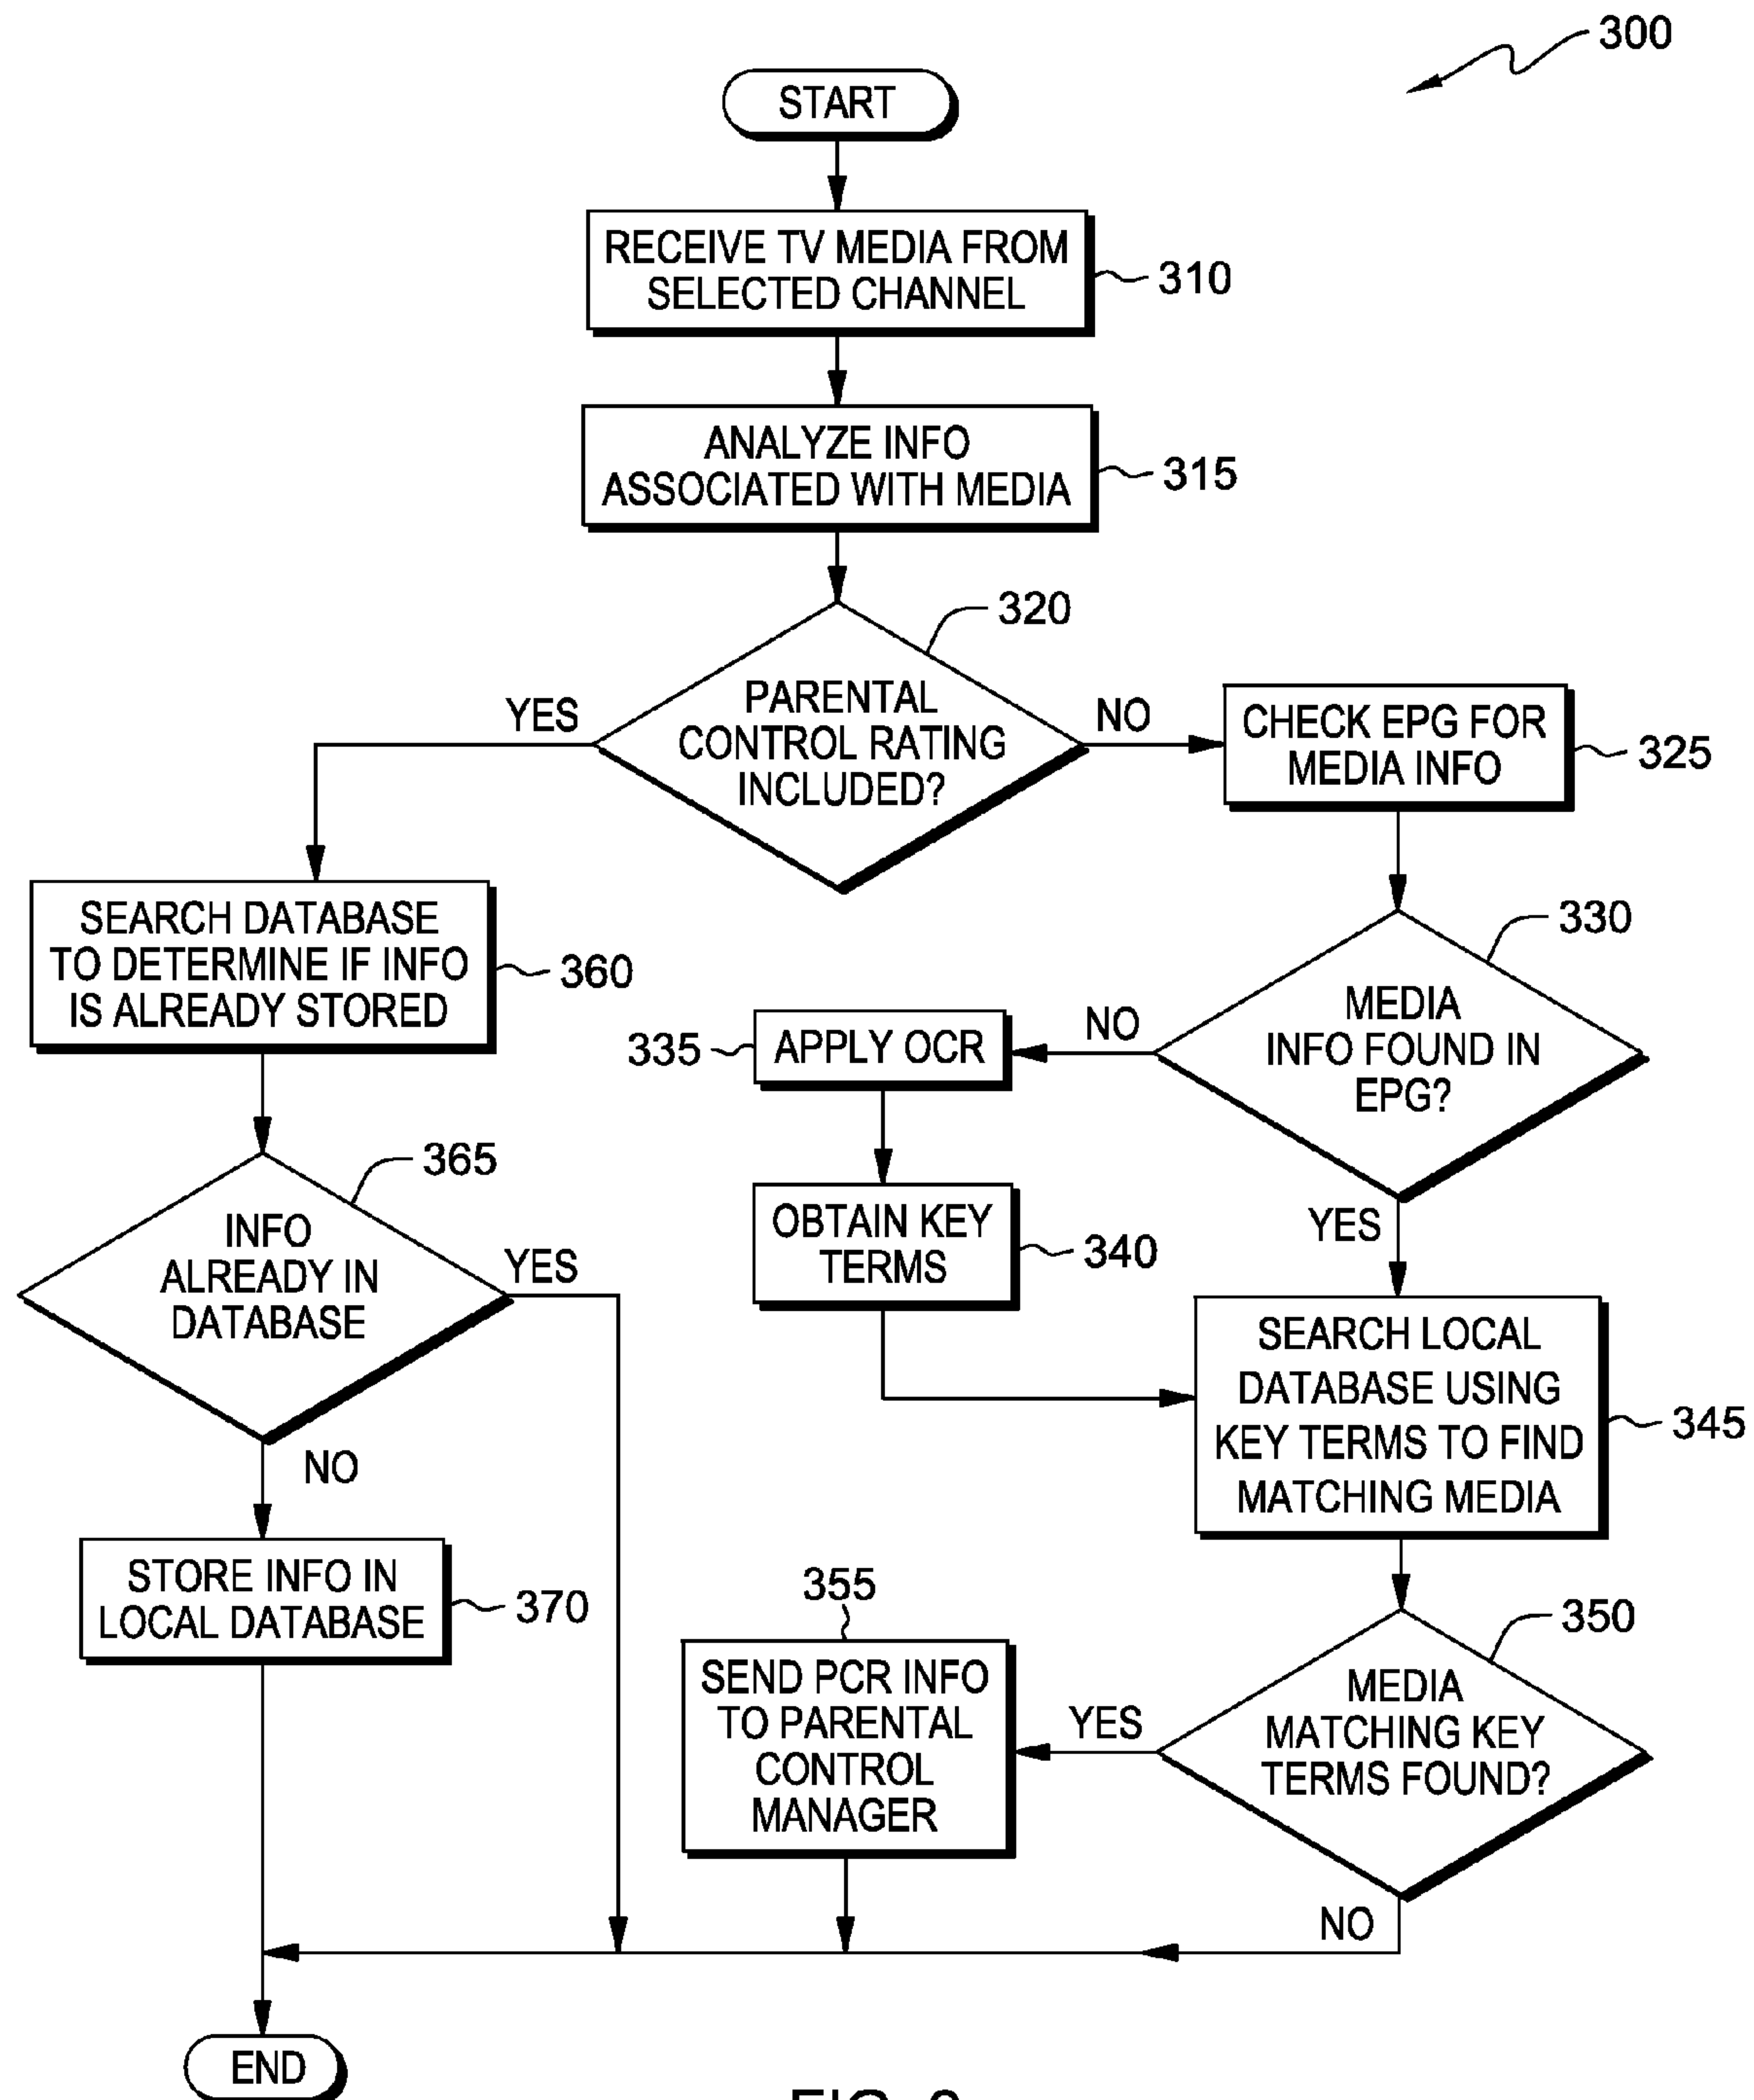 300
START
RECEIVE TV MEDIA FROM
SELECTED CHANNEL
310
ANALYZE INFO
ASSOCIATED WITH MEDIA
315
320
PARENTAL
CONTROL RATING
INCLUDED?
YES
NO
CHECK EPG FOR
MEDIA INFO
325
SEARCH DATABASE
TO DETERMINE IF INFO
IS ALREADY STORED
360
330
MEDIA
INFO FOUND IN
EPG?
NO
YES
335
APPLY OCR
OBTAIN KEY
TERMS
340
365
INFO
ALREADY IN
DATABASE
YES
NO
SEARCH LOCAL
DATABASE USING
KEY TERMS TO FIND
MATCHING MEDIA
345
STORE INFO IN
LOCAL DATABASE
370
355
SEND PCR INFO
TO PARENTAL
CONTROL
MANAGER
350
MEDIA
MATCHING KEY
TERMS FOUND?
YES
NO
END